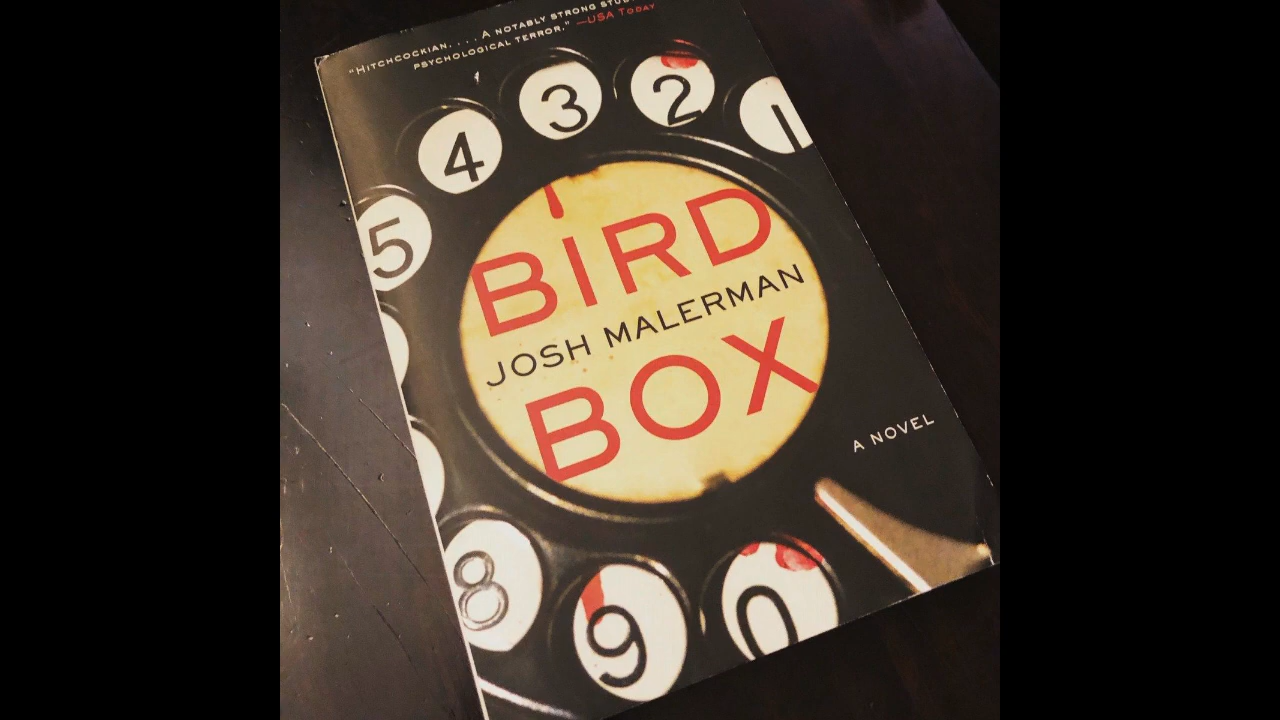 "HITCHCOCKIAN. . . . A NOTABLY STRONG
PSYCHOLOGICAL TERROR." —USA TODAY
4 3 2 1
5
BIRD
JOSH MALERMAN
BOX
A NOVEL
8 9 0